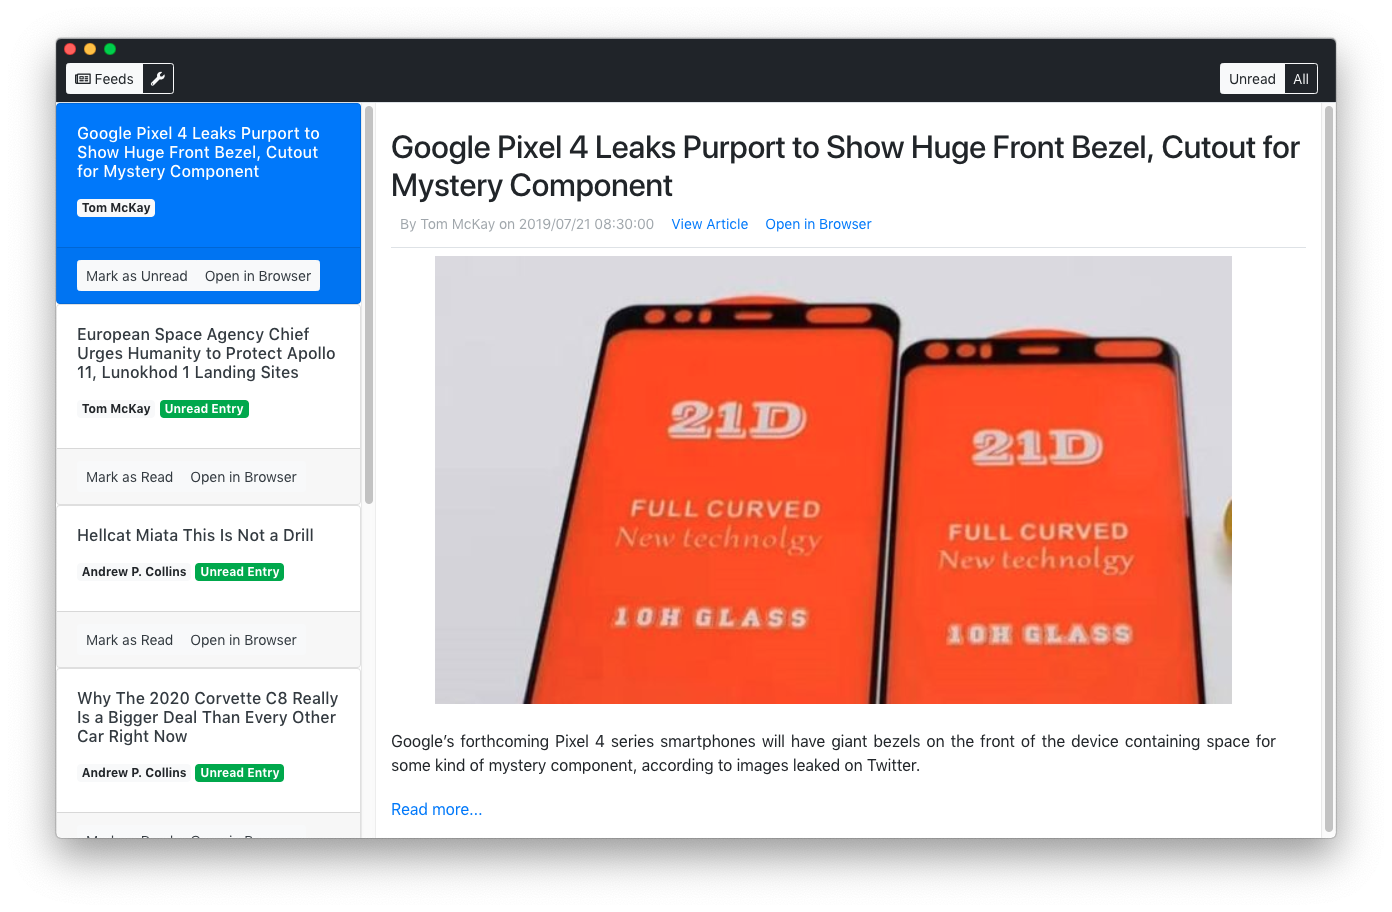 Feeds
Unread All
Google Pixel 4 Leaks Purport to
Show Huge Front Bezel, Cutout
for Mystery Component
Tom McKay
Mark as Unread Open in Browser
European Space Agency Chief
Urges Humanity to Protect Apollo
11, Lunokhod 1 Landing Sites
Tom McKay Unread Entry
Mark as Read Open in Browser
Hellcat Miata This Is Not a Drill
Andrew P. Collins Unread Entry
Mark as Read Open in Browser
Why The 2020 Corvette C8 Really
Is a Bigger Deal Than Every Other
Car Right Now
Andrew P. Collins Unread Entry
Google Pixel 4 Leaks Purport to Show Huge Front Bezel, Cutout for
Mystery Component
By Tom McKay on 2019/07/21 08:30:00 View Article Open in Browser
21D
FULL CURVED
New technolgy
10H GLASS
21D
FULL CURVED
New technolgy
10H GLASS
Google’s forthcoming Pixel 4 series smartphones will have giant bezels on the front of the device containing space for
some kind of mystery component, according to images leaked on Twitter.
Read more...